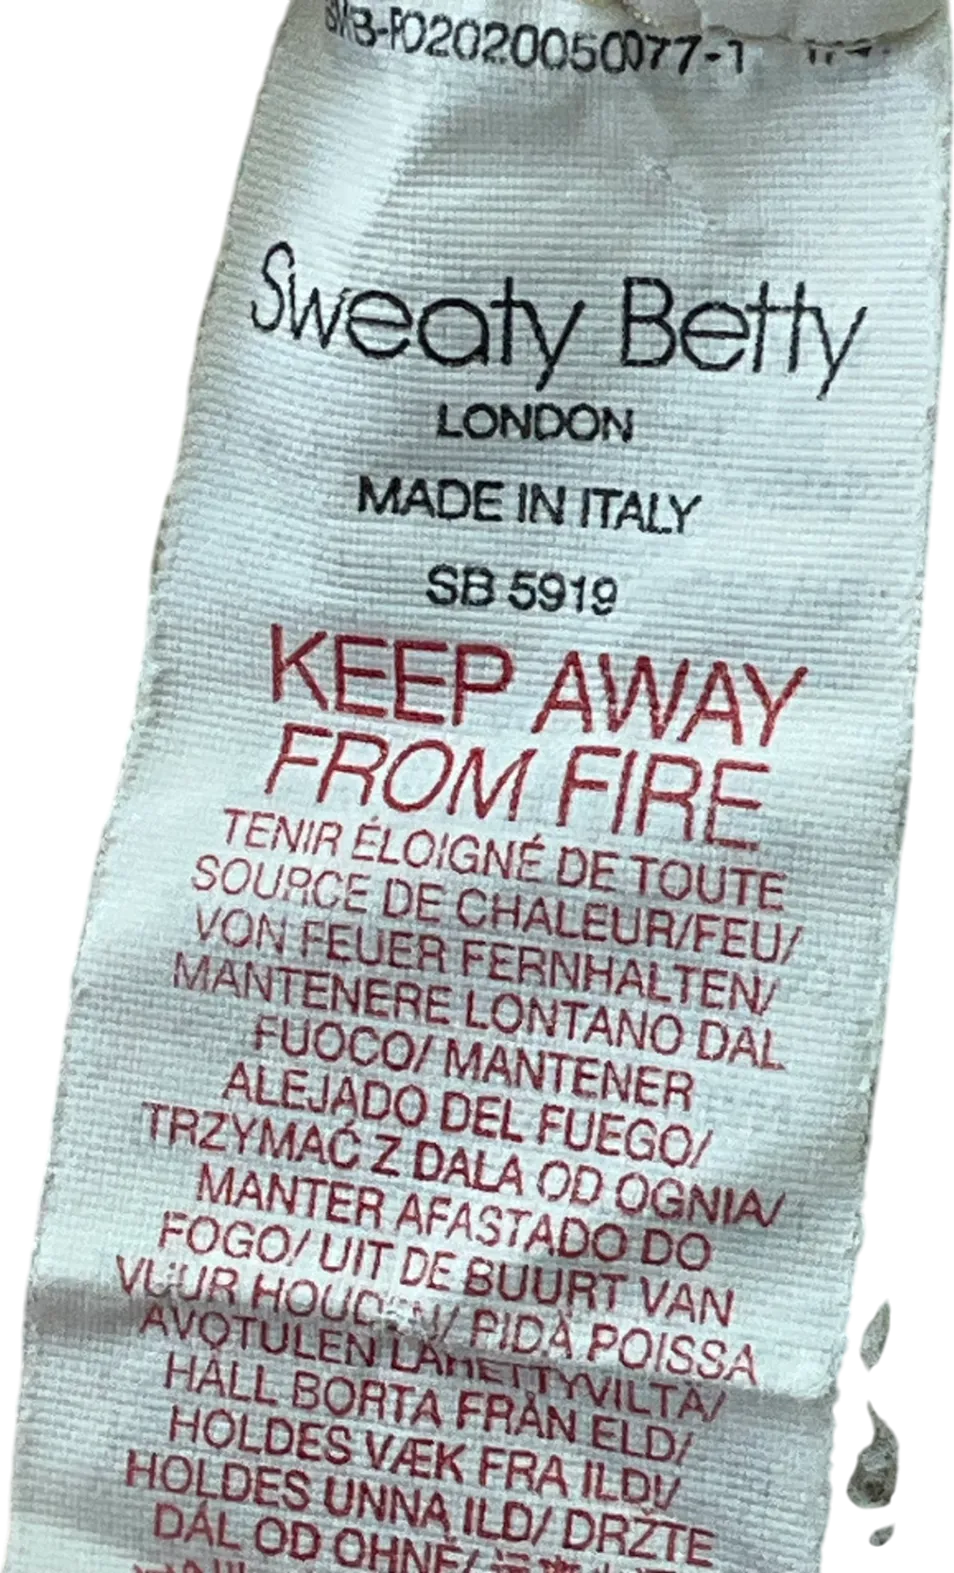 SMB-PO2020050077-1
Sweaty Betty
LONDON
MADE IN ITALY
SB 5919
KEEP AWAY
FROM FIRE
TENIR ÉLOIGNÉ DE TOUTE
SOURCE DE CHALEUR/FEU/
VON FEUER FERNHALTEN/
MANTENERE LONTANO DAL
FUOCO/ MANTENER
ALEJADO DEL FUEGO/
TRZYMAĆ Z DALA OD OGNIA/
MANTER AFASTADO DO
FOGO/ UIT DE BUURT VAN
VUUR HOUDEN/ PIDÄ POISSA
AVOTULEN LÄHETTYVILTÄ/
HÅLL BORTA FRÅN ELD/
HOLDES VÆK FRA ILD/
HOLDES UNNA ILD/ DRŽTE
DÁL OD OHNĚ/